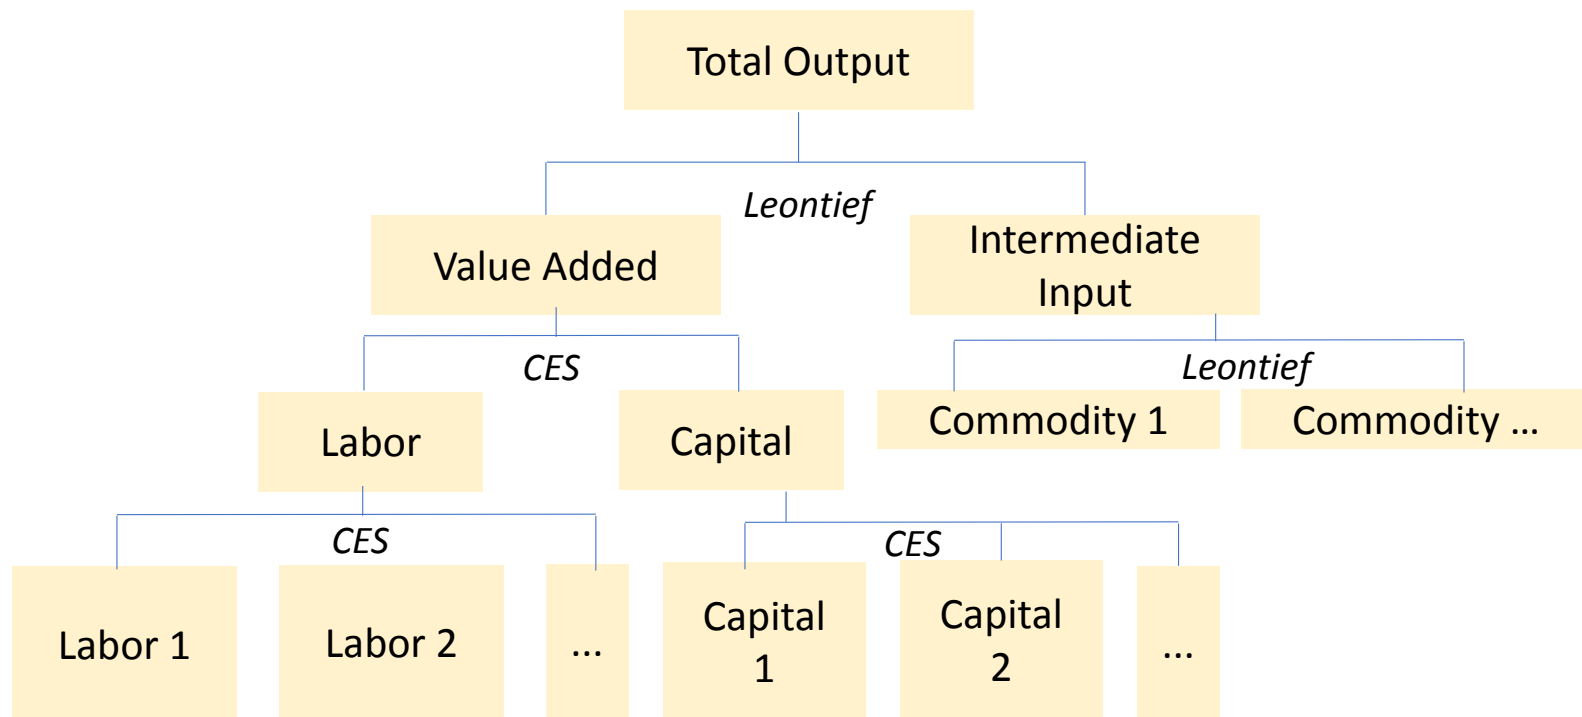 Total Output
Leontief
Value Added
Intermediate
Input
CES
Leontief
Labor
Capital
Commodity 1
Commodity ...
CES
CES
Labor 1
Labor 2
...
Capital
1
Capital
2
...